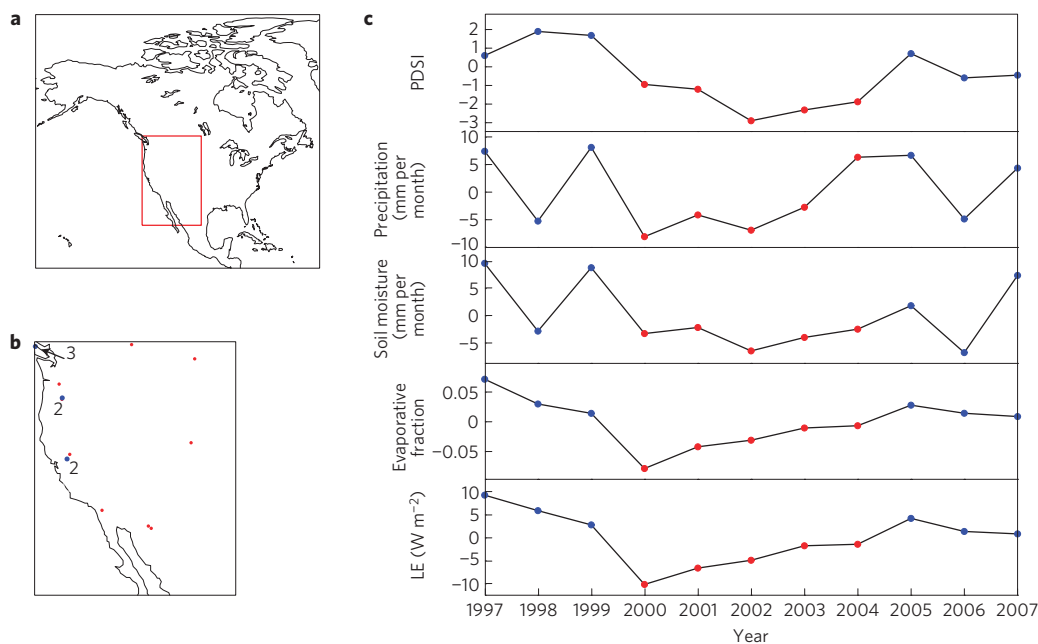 a
b
3
2
2
c
PDSI
2
1
0
−1
−2
−3
Precipitation
(mm per
month)
10
5
0
−5
−10
Soil moisture
(mm per
month)
10
5
0
−5
Evaporative
fraction
0.05
0
−0.05
LE (W m⁻²)
10
5
0
−5
−10
1997 1998 1999 2000 2001 2002 2003 2004 2005 2006 2007
Year